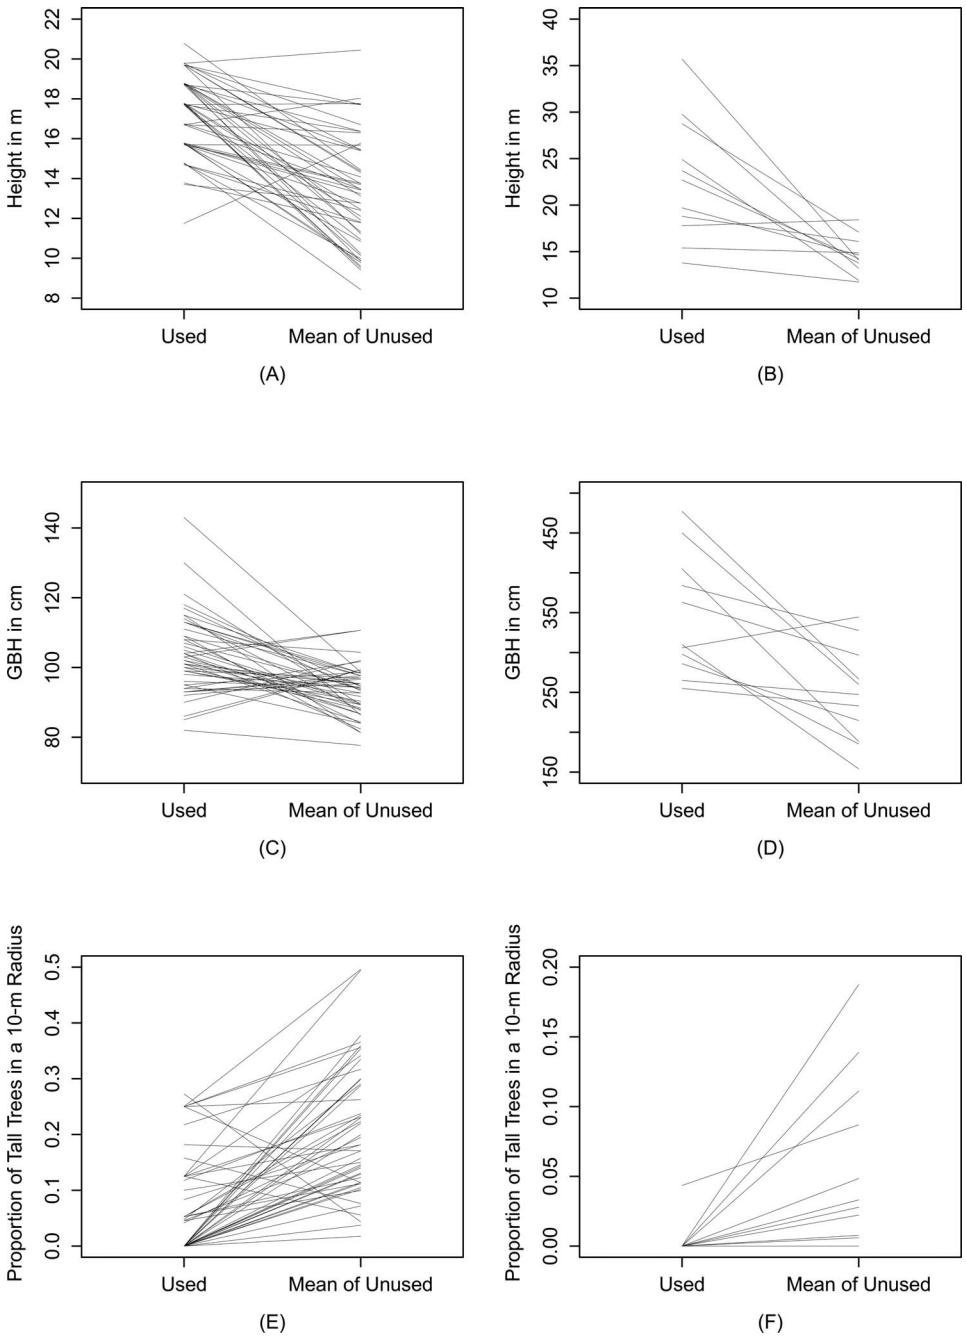 Height in m
22
20
18
16
14
12
10
8
Used
Mean of Unused
(A)
Height in m
40
35
30
25
20
15
10
Used
Mean of Unused
(B)
GBH in cm
140
120
100
80
Used
Mean of Unused
(C)
GBH in cm
450
350
250
150
Used
Mean of Unused
(D)
Proportion of Tall Trees in a 10-m Radius
0.5
0.4
0.3
0.2
0.1
0.0
Used
Mean of Unused
(E)
Proportion of Tall Trees in a 10-m Radius
0.20
0.15
0.10
0.05
0.00
Used
Mean of Unused
(F)